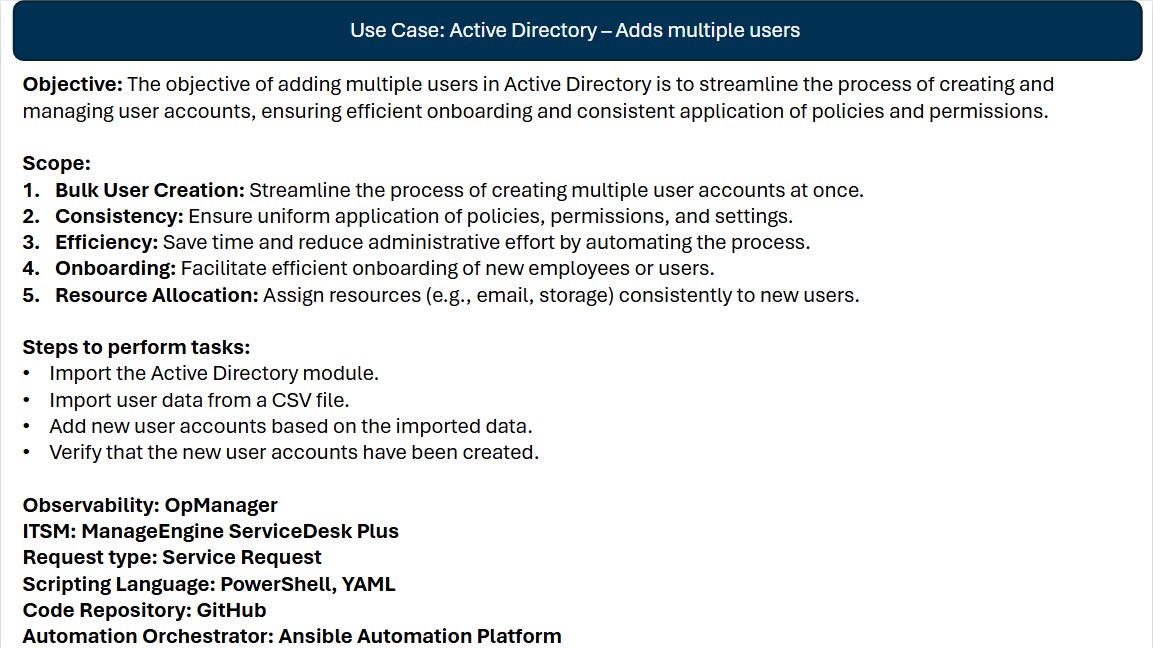 Use Case: Active Directory – Adds multiple users
Objective: The objective of adding multiple users in Active Directory is to streamline the process of creating and
managing user accounts, ensuring efficient onboarding and consistent application of policies and permissions.
Scope:
1. Bulk User Creation: Streamline the process of creating multiple user accounts at once.
2. Consistency: Ensure uniform application of policies, permissions, and settings.
3. Efficiency: Save time and reduce administrative effort by automating the process.
4. Onboarding: Facilitate efficient onboarding of new employees or users.
5. Resource Allocation: Assign resources (e.g., email, storage) consistently to new users.
Steps to perform tasks:
• Import the Active Directory module.
• Import user data from a CSV file.
• Add new user accounts based on the imported data.
• Verify that the new user accounts have been created.
Observability: OpManager
ITSM: ManageEngine ServiceDesk Plus
Request type: Service Request
Scripting Language: PowerShell, YAML
Code Repository: GitHub
Automation Orchestrator: Ansible Automation Platform